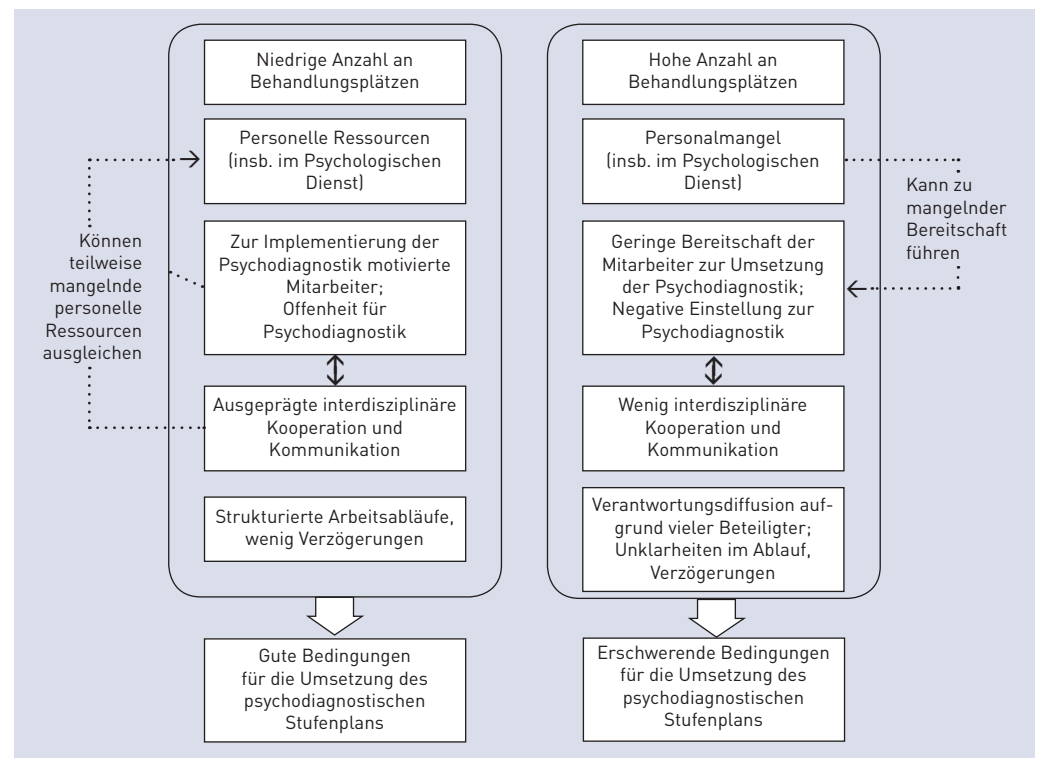 Niedrige Anzahl an
Behandlungsplätzen
Personelle Ressourcen
(insb. im Psychologischen
Dienst)
Zur Implementierung der
Psychodiagnostik motivierte
Mitarbeiter;
Offenheit für
Psychodiagnostik
Ausgeprägte interdisziplinäre
Kooperation und
Kommunikation
Strukturierte Arbeitsabläufe,
wenig Verzögerungen
Können
teilweise
mangelnde
personelle
Ressourcen
ausgleichen
Gute Bedingungen
für die Umsetzung des
psychodiagnostischen
Stufenplans
Hohe Anzahl an
Behandlungsplätzen
Personalmangel
(insb. im Psychologischen
Dienst)
Geringe Bereitschaft der
Mitarbeiter zur Umsetzung
der Psychodiagnostik;
Negative Einstellung zur
Psychodiagnostik
Wenig interdisziplinäre
Kooperation und
Kommunikation
Verantwortungsdiffusion auf-
grund vieler Beteiligter;
Unklarheiten im Ablauf,
Verzögerungen
Kann zu
mangelnder
Bereitschaft
führen
Erschwerende Bedingungen
für die Umsetzung des
psychodiagnostischen
Stufenplans